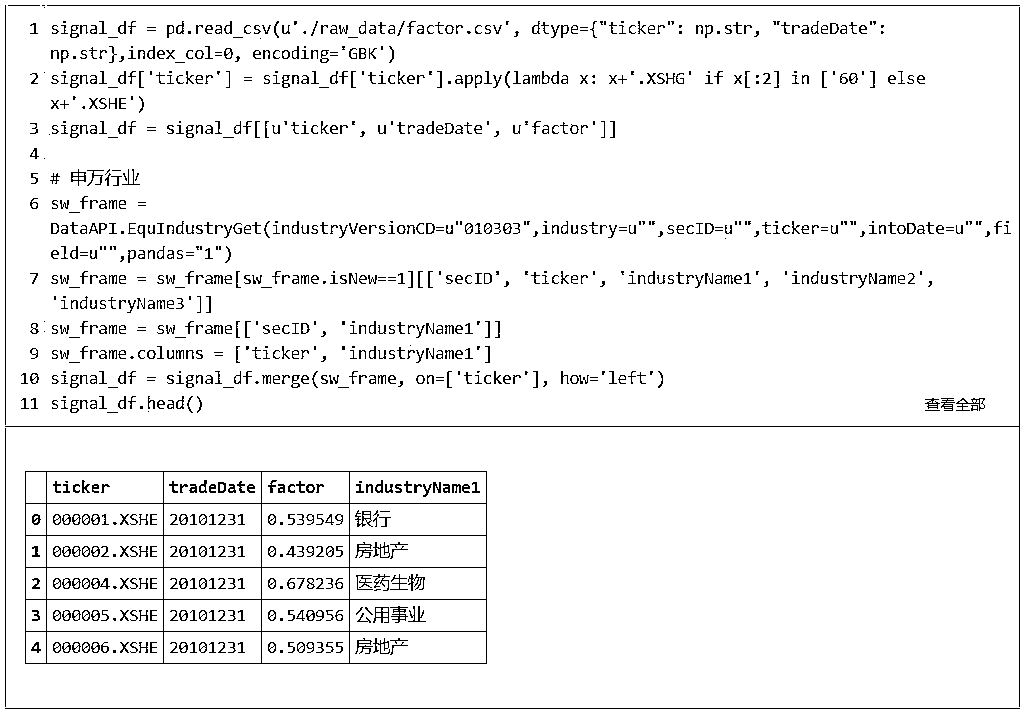 1 signal_df = pd.read_csv(u'./raw_data/factor.csv', dtype={"ticker": np.str, "tradeDate":
np.str},index_col=0, encoding='GBK')
2 signal_df['ticker'] = signal_df['ticker'].apply(lambda x: x+'.XSHG' if x[:2] in ['60'] else
x+'.XSHE')
3 signal_df = signal_df[[u'ticker', u'tradeDate', u'factor']]
4
5 # 申万行业
6 sw_frame =
DataAPI.EquIndustryGet(industryVersionCD=u"010303",industry=u"",secID=u"",ticker=u"",intoDate=u"",fi
eld=u"",pandas="1")
7 sw_frame = sw_frame[sw_frame.isNew==1][['secID', 'ticker', 'industryName1', 'industryName2',
'industryName3']]
8 sw_frame = sw_frame[['secID', 'industryName1']]
9 sw_frame.columns = ['ticker', 'industryName1']
10 signal_df = signal_df.merge(sw_frame, on=['ticker'], how='left')
11 signal_df.head()
查看全部
ticker tradeDate factor industryName1
0 000001.XSHE 20101231 0.539549 银行
1 000002.XSHE 20101231 0.439205 房地产
2 000004.XSHE 20101231 0.678236 医药生物
3 000005.XSHE 20101231 0.540956 公用事业
4 000006.XSHE 20101231 0.509355 房地产